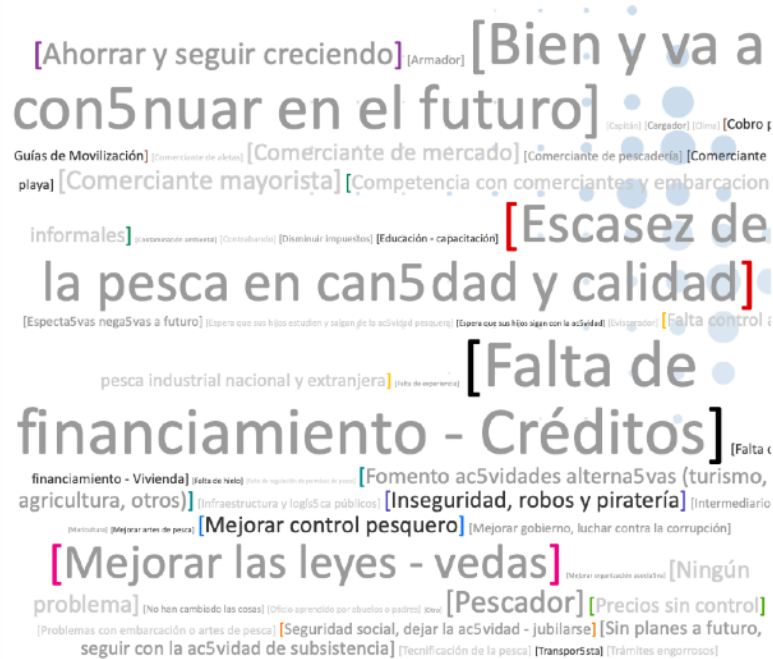 [Ahorrar y seguir creciendo] [Armador] [Bien y va a
con5nuar en el futuro] [Capitán] [Cargador] [Clima] [Cobro p
Guías de Movilización] [Comerciante de aletas] [Comerciante de mercado] [Comerciante de pescadería] [Comerciante
playa] [Comerciante mayorista] [Competencia con comerciantes y embarcacion
informales] [Contaminación ambiental] [Contrabando] [Disminuir impuestos] [Educación - capacitación] [Escasez de
la pesca en can5dad y calidad]
[Especta5vas nega5vas a futuro] [Espera que sus hijos estudien y salgan de la ac5vidad pesquera] [Espera que sus hijos sigan con la ac5vidad] [Eviscerador] [Falta control a
pesca industrial nacional y extranjera] [Falta de experiencia] [Falta de
financiamiento - Créditos] [Falta d
financiamiento - Vivienda] [Falta de hielo] [Fomento ac5vidades alterna5vas (turismo,
agricultura, otros)] [Infraestructura y logís5ca públicos] [Inseguridad, robos y piratería] [Intermediario
[Maricultura] [Mejorar artes de pesca] [Mejorar control pesquero] [Mejorar gobierno, luchar contra la corrupción]
[Mejorar las leyes - vedas] [Mejorar organización asocia5va] [Ningún
problema] [No han cambiado las cosas] [Oficio aprendido por abuelos o padres] [Otro] [Pescador] [Precios sin control]
[Problemas con embarcación o artes de pesca] [Seguridad social, dejar la ac5vidad - jubilarse] [Sin planes a futuro,
seguir con la ac5vidad de subsistencia] [Tecnificación de la pesca] [Transpor5sta] [Trámites engorrosos]